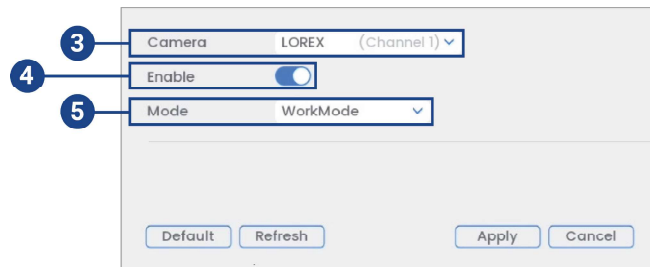 3 Camera LOREX (Channel 1)
4 Enable
5 Mode WorkMode
Default Refresh Apply Cancel